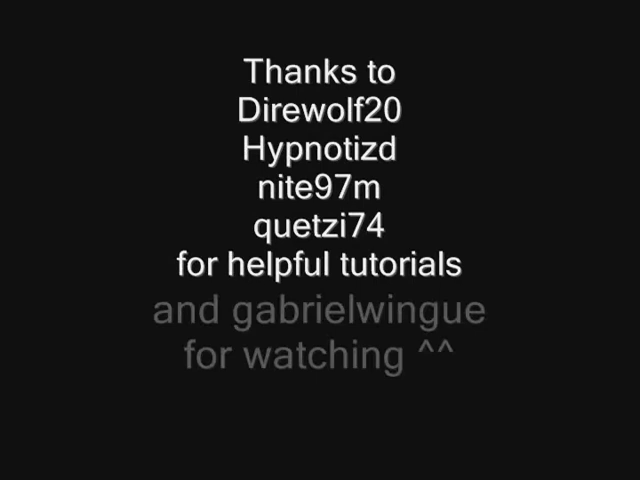 Thanks to
Direwolf20
Hypnotizd
nite97m
quetzi74
for helpful tutorials
and gabrielwingue
for watching ^^